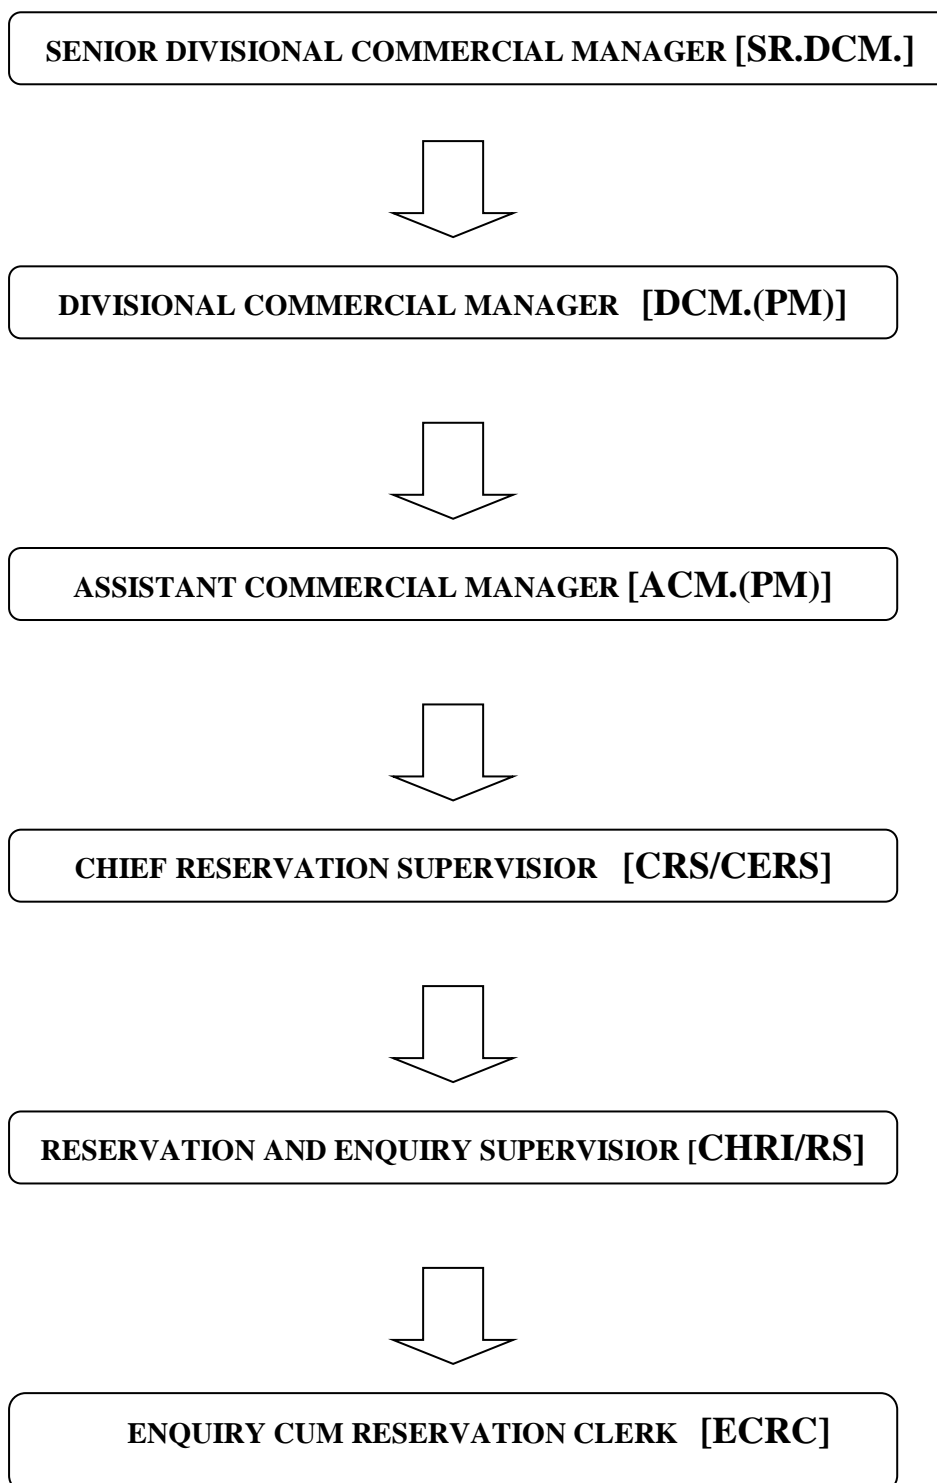 SENIOR DIVISIONAL COMMERCIAL MANAGER [SR.DCM.]
DIVISIONAL COMMERCIAL MANAGER [DCM.(PM)]
ASSISTANT COMMERCIAL MANAGER [ACM.(PM)]
CHIEF RESERVATION SUPERVISIOR [CRS/CERS]
RESERVATION AND ENQUIRY SUPERVISIOR [CHRI/RS]
ENQUIRY CUM RESERVATION CLERK [ECRC]